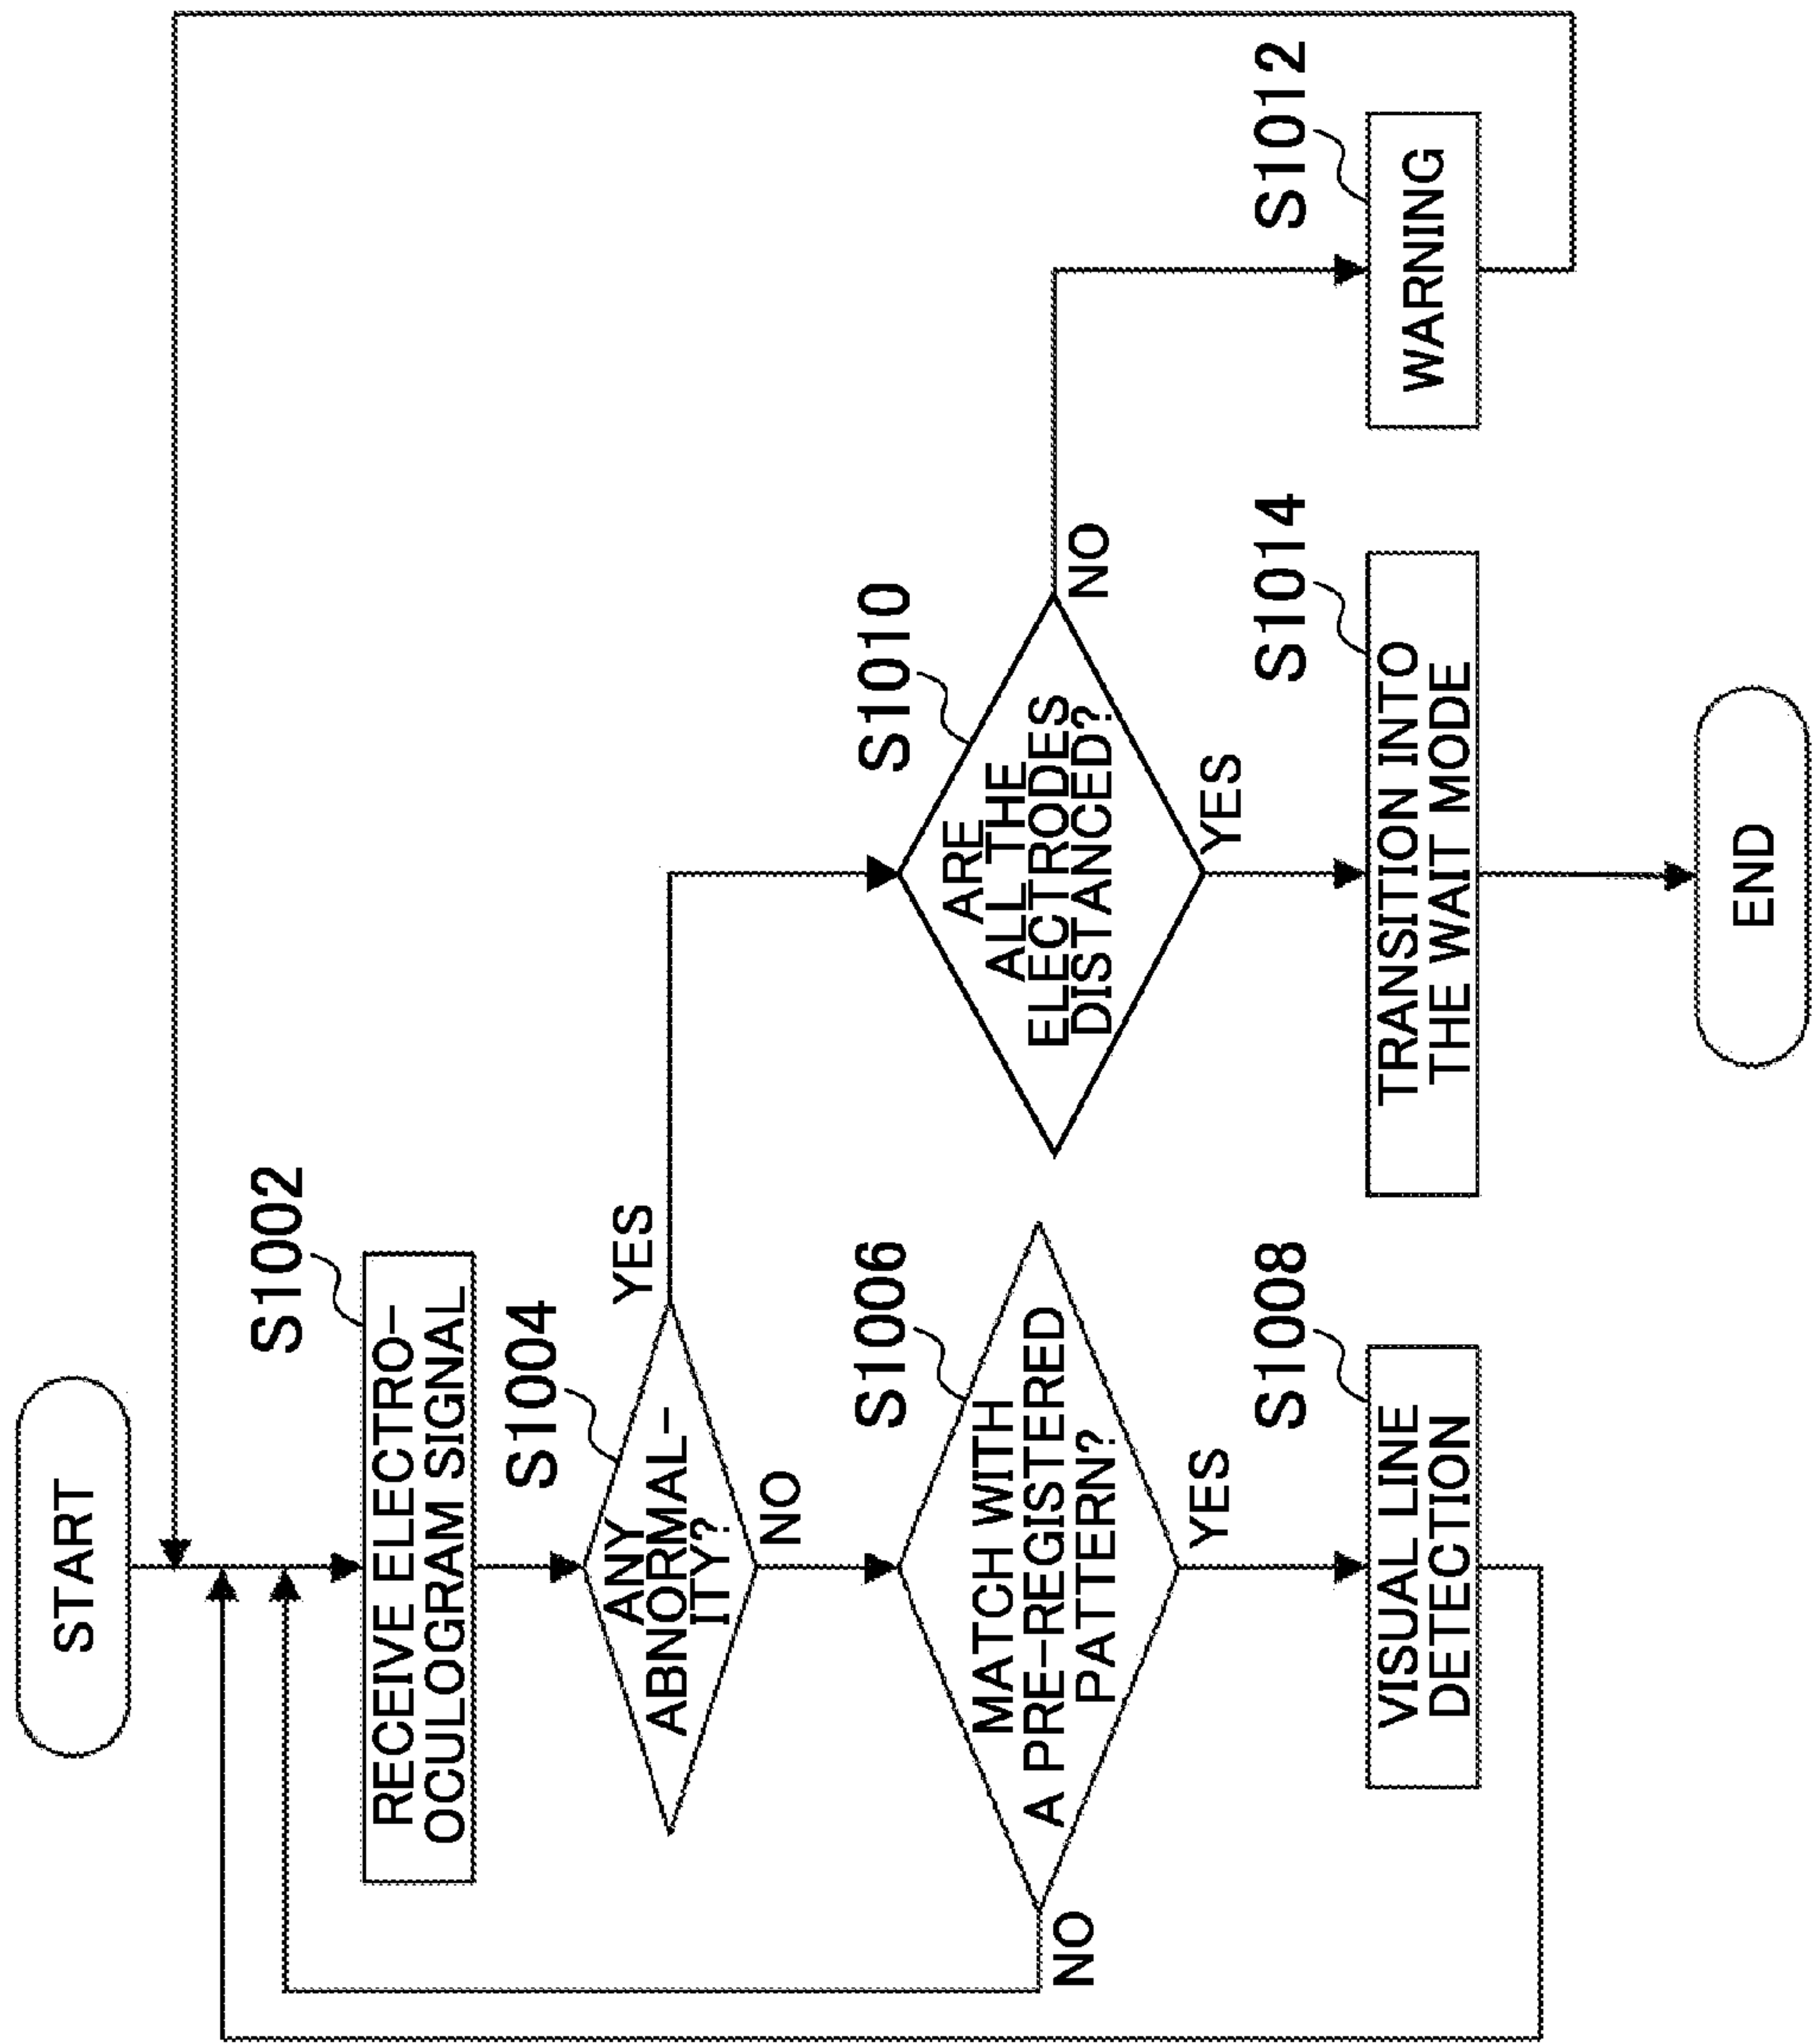 START
S1002
RECEIVE ELECTRO-
OCULOGRAM SIGNAL
S1004
ANY
ABNORMAL-
ITY?
YES
NO
S1006
MATCH WITH
A PRE-REGISTERED
PATTERN?
NO
YES
S1008
VISUAL LINE
DETECTION
S1010
ARE
ALL THE
ELECTRODES
DISTANCED?
NO
YES
S1014
TRANSITION INTO
THE WAIT MODE
S1012
WARNING
END